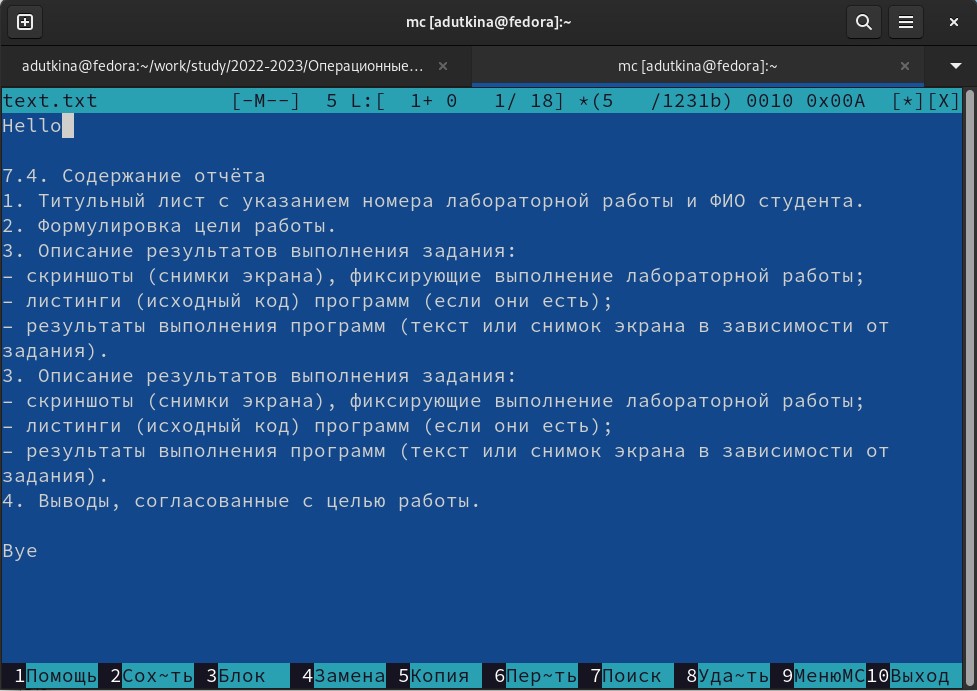 mc [adutkina@fedora]:~
adutkina@fedora:~/work/study/2022-2023/Операционные… mc [adutkina@fedora]:~
text.txt [-M--] 5 L:[ 1+ 0 1/ 18] *(5 /1231b) 0010 0x00A [*][X]
Hello
7.4. Содержание отчёта
1. Титульный лист с указанием номера лабораторной работы и ФИО студента.
2. Формулировка цели работы.
3. Описание результатов выполнения задания:
– скриншоты (снимки экрана), фиксирующие выполнение лабораторной работы;
– листинги (исходный код) программ (если они есть);
– результаты выполнения программ (текст или снимок экрана в зависимости от
задания).
3. Описание результатов выполнения задания:
– скриншоты (снимки экрана), фиксирующие выполнение лабораторной работы;
– листинги (исходный код) программ (если они есть);
– результаты выполнения программ (текст или снимок экрана в зависимости от
задания).
4. Выводы, согласованные с целью работы.
Bye
1Помощь 2Сох~ть 3Блок 4Замена 5Копия 6Пер~ть 7Поиск 8Уда~ть 9МенюMC 10Выход